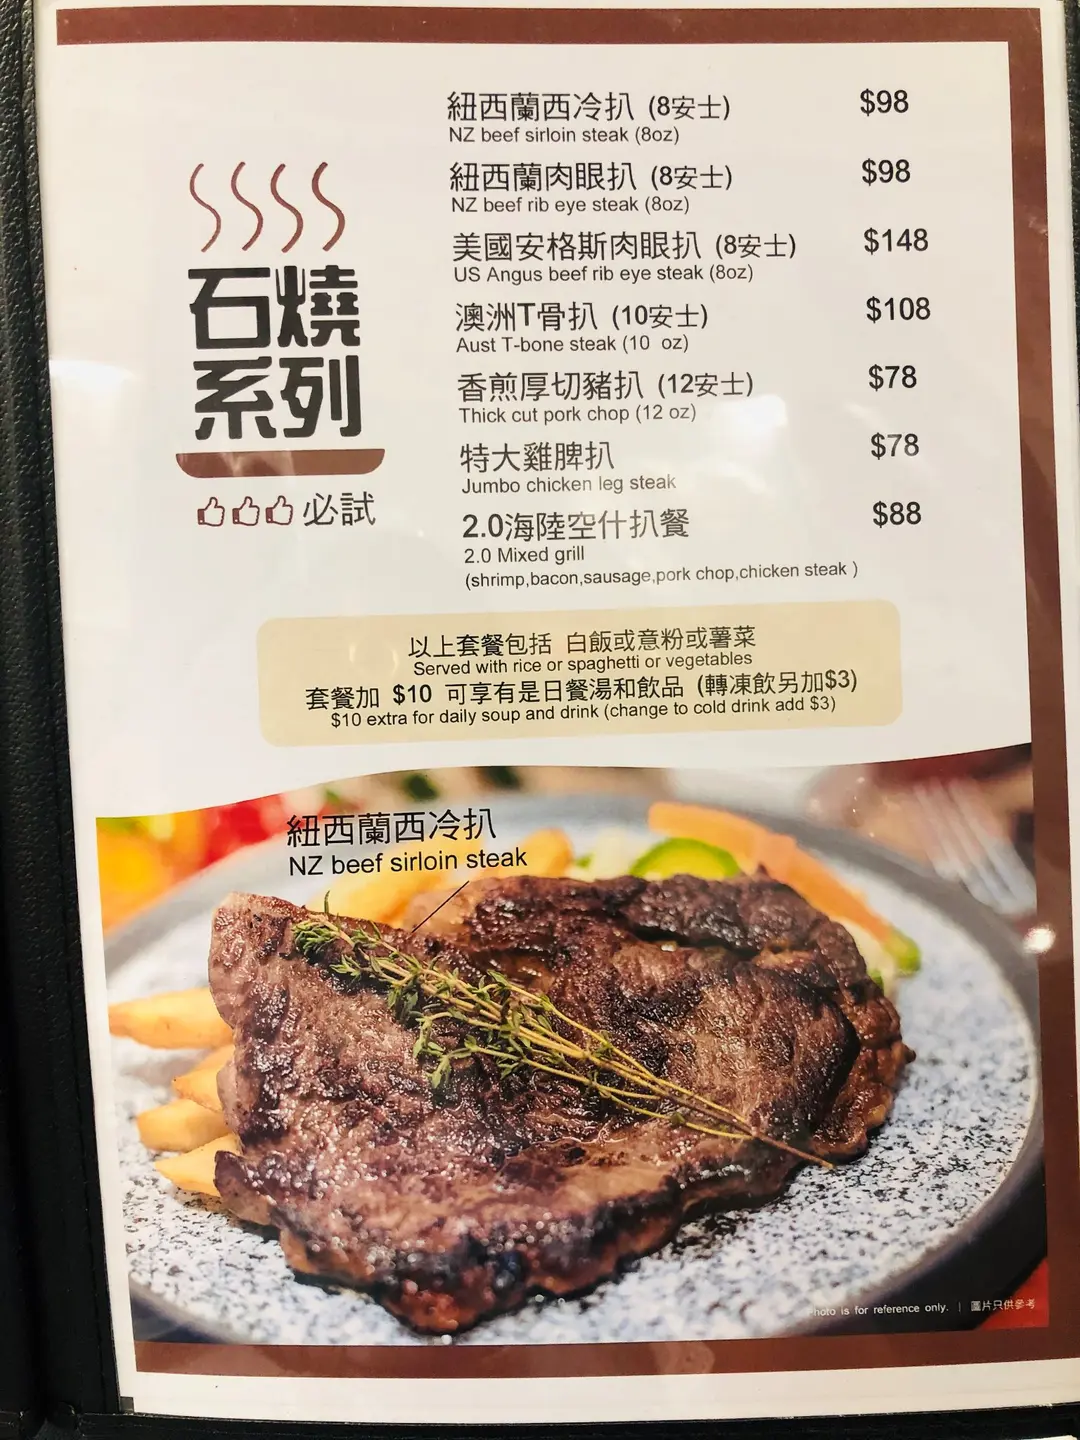 石燒
系列
必試
紐西蘭西冷扒 (8安士) $98
NZ beef sirloin steak (8oz)
紐西蘭肉眼扒 (8安士) $98
NZ beef rib eye steak (8oz)
美國安格斯肉眼扒 (8安士) $148
US Angus beef rib eye steak (8oz)
澳洲T骨扒 (10安士) $108
Aust T-bone steak (10 oz)
香煎厚切豬扒 (12安士) $78
Thick cut pork chop (12 oz)
特大雞脾扒 $78
Jumbo chicken leg steak
2.0海陸空什扒餐 $88
2.0 Mixed grill
(shrimp,bacon,sausage,pork chop,chicken steak )
以上套餐包括 白飯或意粉或薯菜
Served with rice or spaghetti or vegetables
套餐加 $10 可享有是日餐湯和飲品 (轉凍飲另加$3)
$10 extra for daily soup and drink (change to cold drink add $3)
紐西蘭西冷扒
NZ beef sirloin steak
Photo is for reference only. | 圖片只供參考